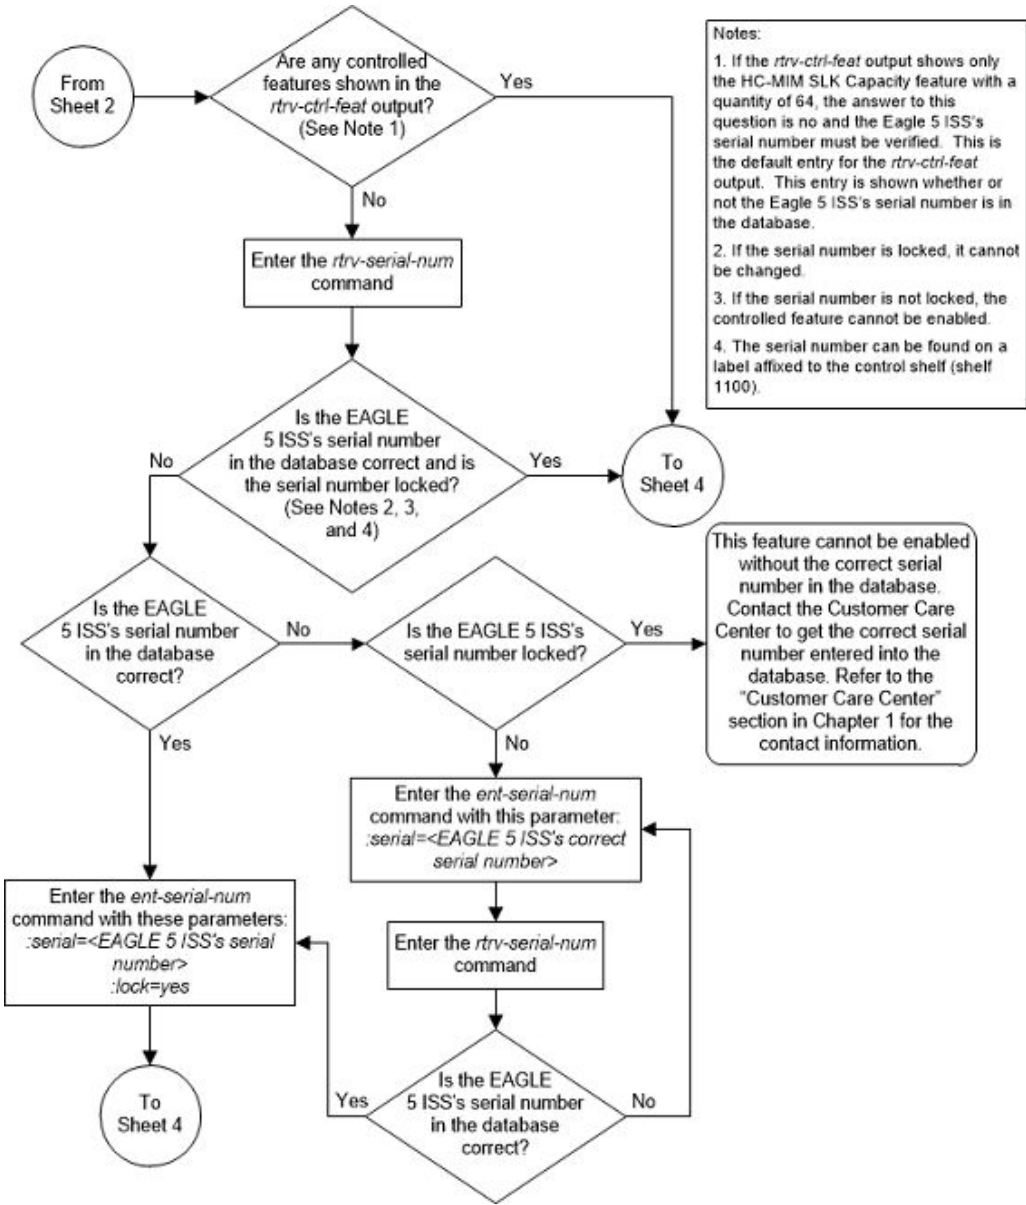 From
Sheet 2
Are any controlled
features shown in the
rtrv-ctrl-feat output?
(See Note 1)
Yes
No
Notes:
1. If the rtrv-ctrl-feat output shows only
the HC-MIM SLK Capacity feature with a
quantity of 64, the answer to this
question is no and the Eagle 5 ISS's
serial number must be verified. This is
the default entry for the rtrv-ctrl-feat
output. This entry is shown whether or
not the Eagle 5 ISS's serial number is in
the database.
2. If the serial number is locked, it cannot
be changed.
3. If the serial number is not locked, the
controlled feature cannot be enabled.
4. The serial number can be found on a
label affixed to the control shelf (shelf
1100).
Enter the rtrv-serial-num
command
Is the EAGLE
5 ISS's serial number
in the database correct and is
the serial number locked?
(See Notes 2, 3,
and 4)
No
Yes
To
Sheet 4
Is the EAGLE
5 ISS's serial number
in the database
correct?
No
Yes
Is the EAGLE 5 ISS's
serial number locked?
Yes
No
This feature cannot be enabled
without the correct serial
number in the database.
Contact the Customer Care
Center to get the correct serial
number entered into the
database. Refer to the
"Customer Care Center"
section in Chapter 1 for the
contact information.
Enter the ent-serial-num
command with this parameter:
:serial=<EAGLE 5 ISS's correct
serial number>
Enter the rtrv-serial-num
command
Enter the ent-serial-num
command with these parameters:
:serial=<EAGLE 5 ISS's serial
number>
:lock=yes
Is the EAGLE
5 ISS's serial number
in the database
correct?
Yes
No
To
Sheet 4